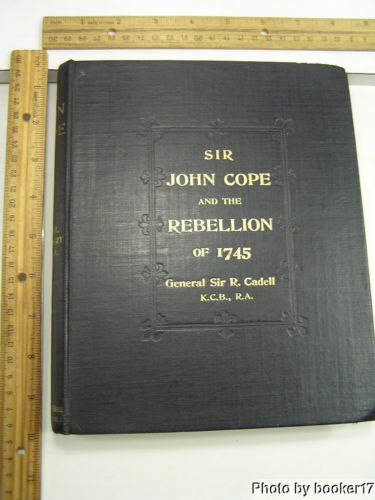 SIR
JOHN COPE
AND THE
REBELLION
OF 1745
General Sir R. Cadell
K.C.B., R.A.
Photo by booker17